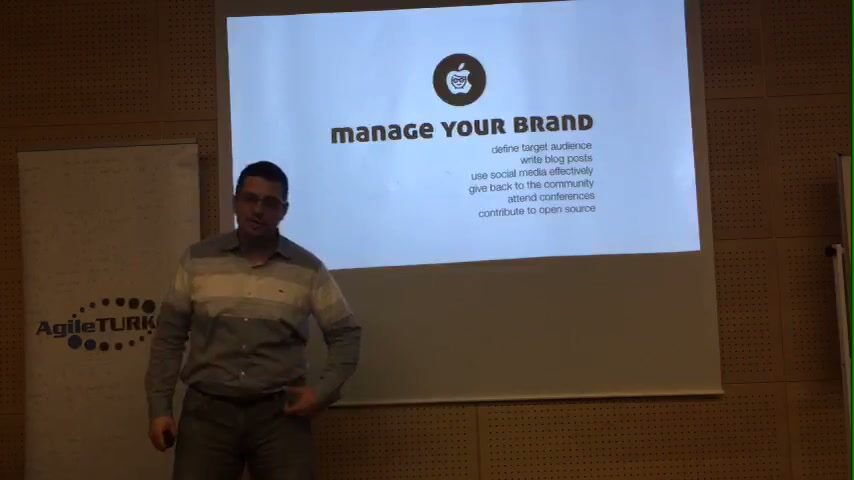 manage YOUR BRAND
define target audience
write blog posts
use social media effectively
give back to the community
attend conferences
contribute to open source
AgileTURK